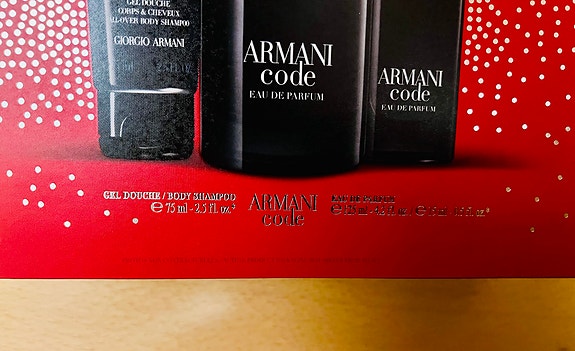 GEL DOUCHE
CORPS & CHEVEUX
ALL-OVER BODY SHAMPOO
GIORGIO ARMANI
ARMANI
code
EAU DE PARFUM
ARMANI
code
EAU DE PARFUM
GEL DOUCHE / BODY SHAMPOO
℮ 75 ml - 2.5 fl. oz.
ARMANI
code
EAU DE PARFUM